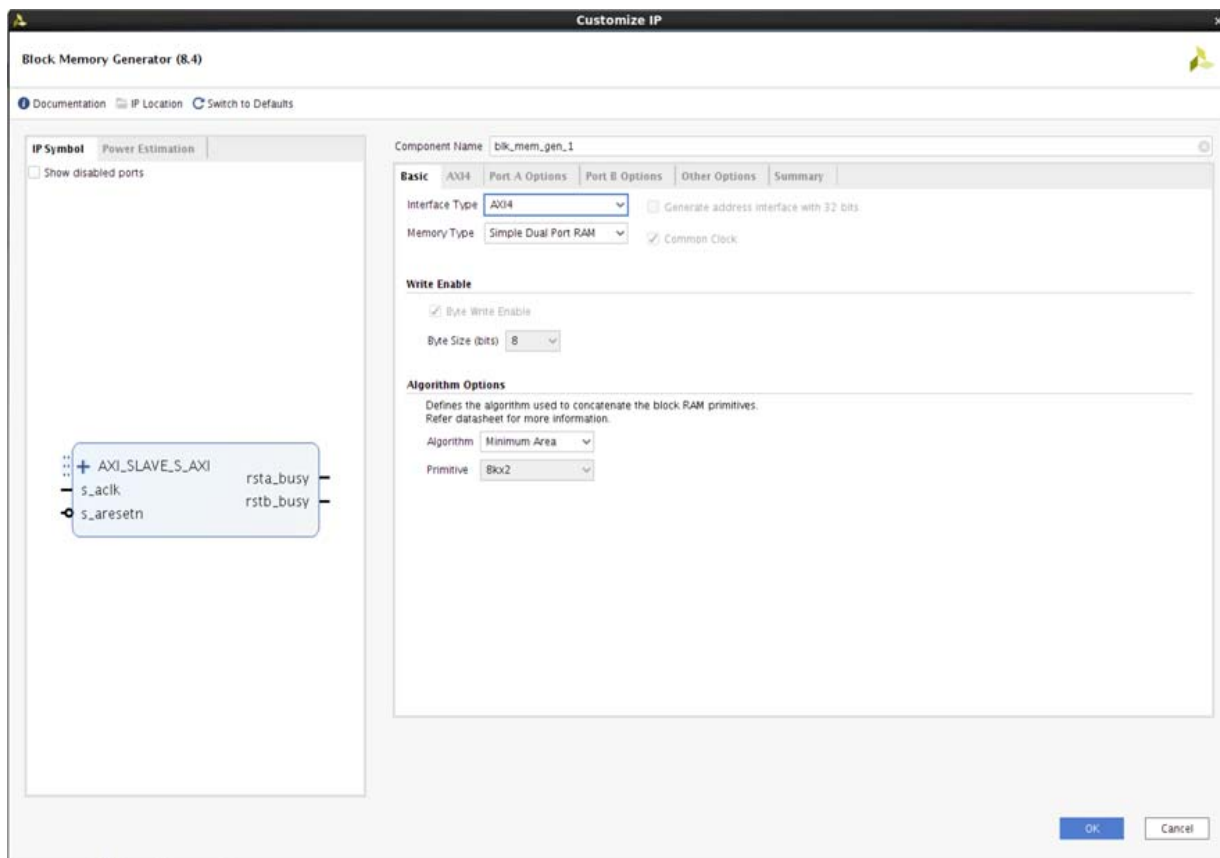 Customize IP
Block Memory Generator (8.4)
Documentation IP Location Switch to Defaults
IP Symbol Power Estimation
Show disabled ports
AXI_SLAVE_S_AXI
s_aclk
s_aresetn
rsta_busy
rstb_busy
Component Name blk_mem_gen_1
Basic AXI4 Port A Options Port B Options Other Options Summary
Interface Type AXI4 Generate address interface with 32 bits
Memory Type Simple Dual Port RAM Common Clock
Write Enable
Byte Write Enable
Byte Size (bits) 8
Algorithm Options
Defines the algorithm used to concatenate the block RAM primitives.
Refer datasheet for more information.
Algorithm Minimum Area
Primitive 8kx2
OK Cancel